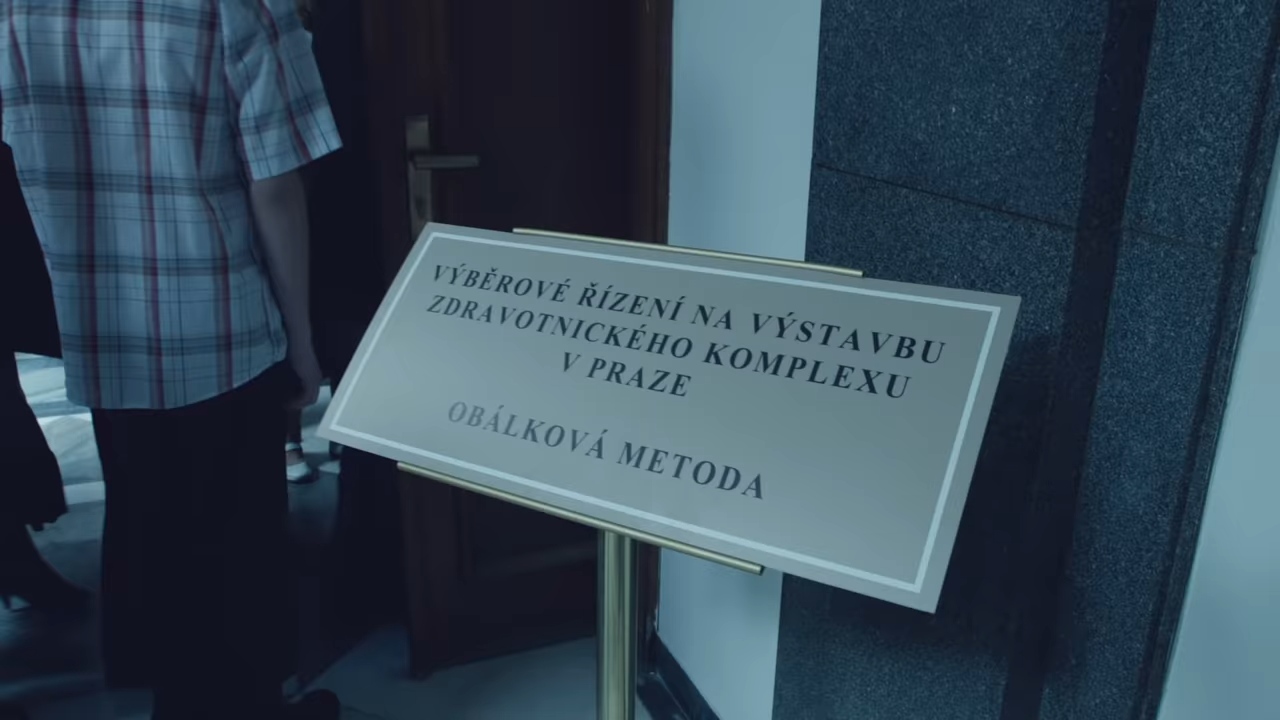 VÝBĚROVÉ ŘÍZENÍ NA VÝSTAVBU
ZDRAVOTNICKÉHO KOMPLEXU
V PRAZE
OBÁLKOVÁ METODA